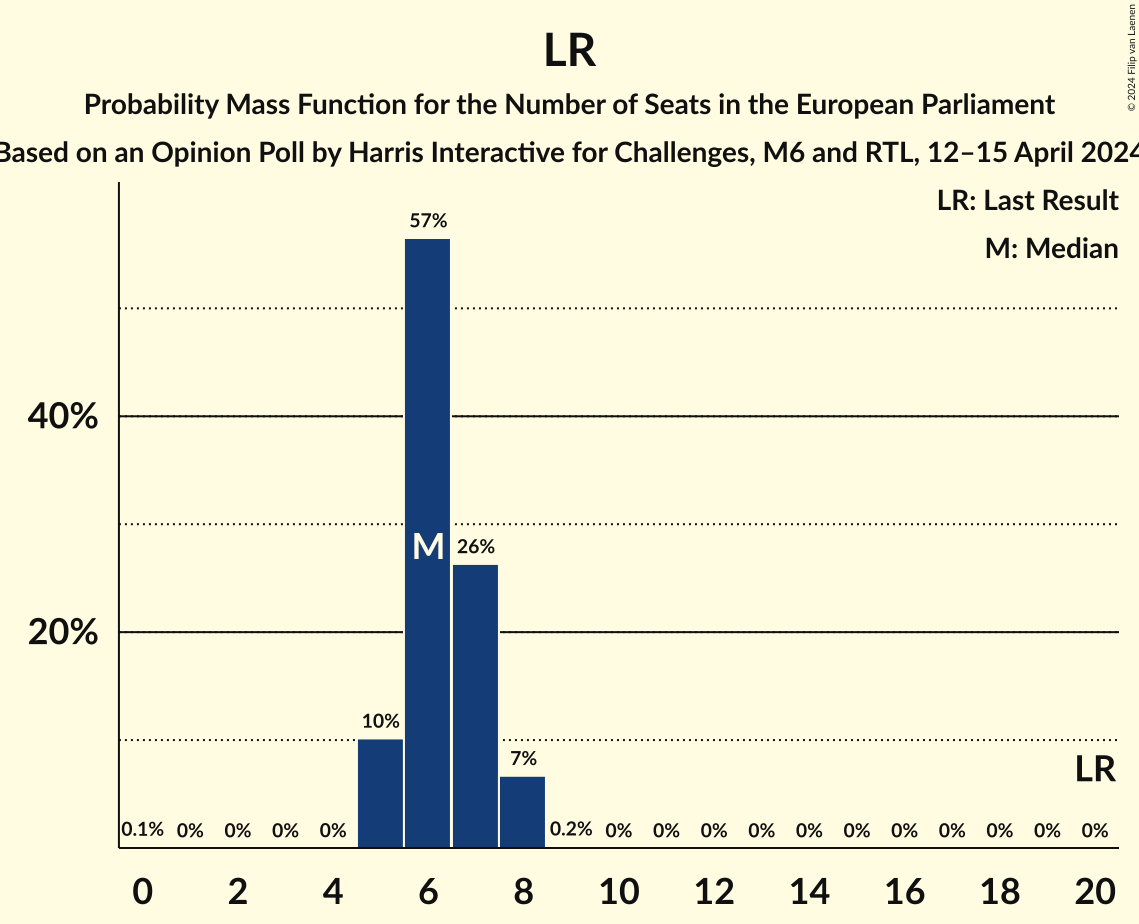 LR
Probability Mass Function for the Number of Seats in the European Parliament
Based on an Opinion Poll by Harris Interactive for Challenges, M6 and RTL, 12–15 April 2024
© 2024 Filip van Laenen
LR: Last Result
M: Median
57%
40%
M
26%
20%
10%
7%
LR
0.1% 0% 0% 0% 0% 0.2% 0% 0% 0% 0% 0% 0% 0% 0% 0% 0% 0%
0 2 4 6 8 10 12 14 16 18 20